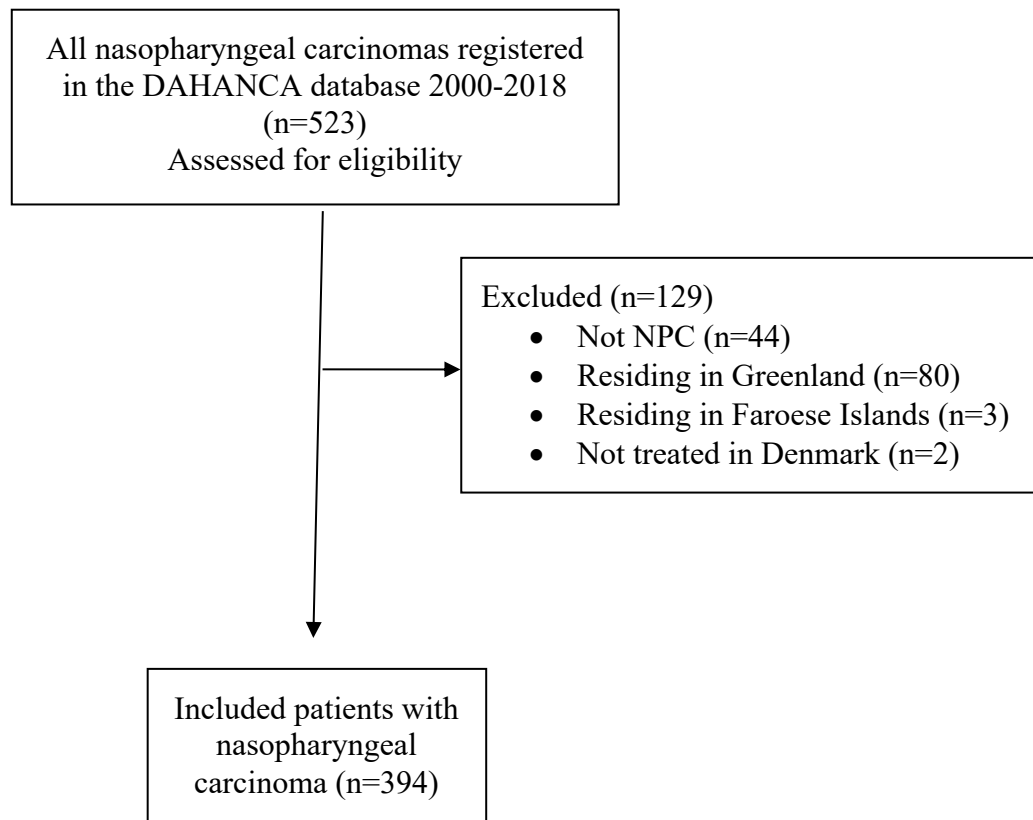 All nasopharyngeal carcinomas registered
in the DAHANCA database 2000-2018
(n=523)
Assessed for eligibility
Excluded (n=129)
• Not NPC (n=44)
• Residing in Greenland (n=80)
• Residing in Faroese Islands (n=3)
• Not treated in Denmark (n=2)
Included patients with
nasopharyngeal
carcinoma (n=394)